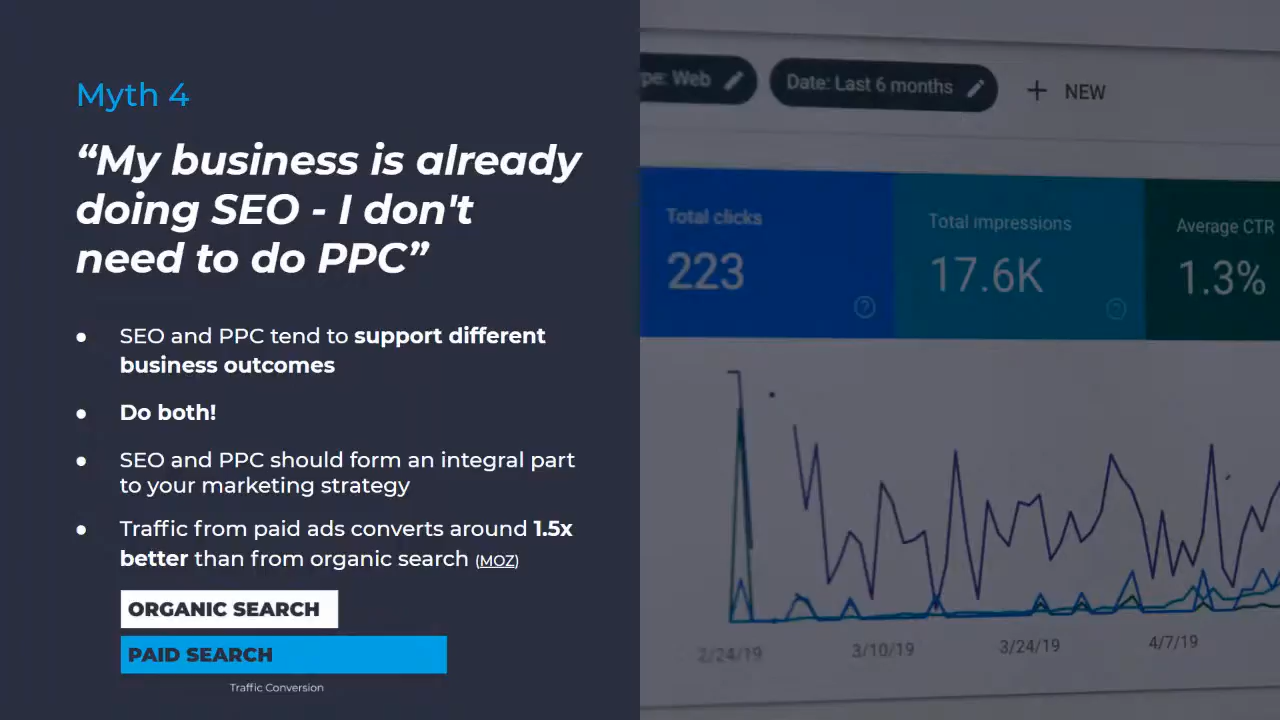 Myth 4
“My business is already
doing SEO - I don't
need to do PPC”
● SEO and PPC tend to support different
business outcomes
● Do both!
● SEO and PPC should form an integral part
to your marketing strategy
● Traffic from paid ads converts around 1.5x
better than from organic search (MOZ)
ORGANIC SEARCH
PAID SEARCH
Traffic Conversion
pe: Web
Date: Last 6 months
+ NEW
Total clicks
223
Total impressions
17.6K
Average CTR
1.3%
2/24/19
3/10/19
3/24/19
4/7/19